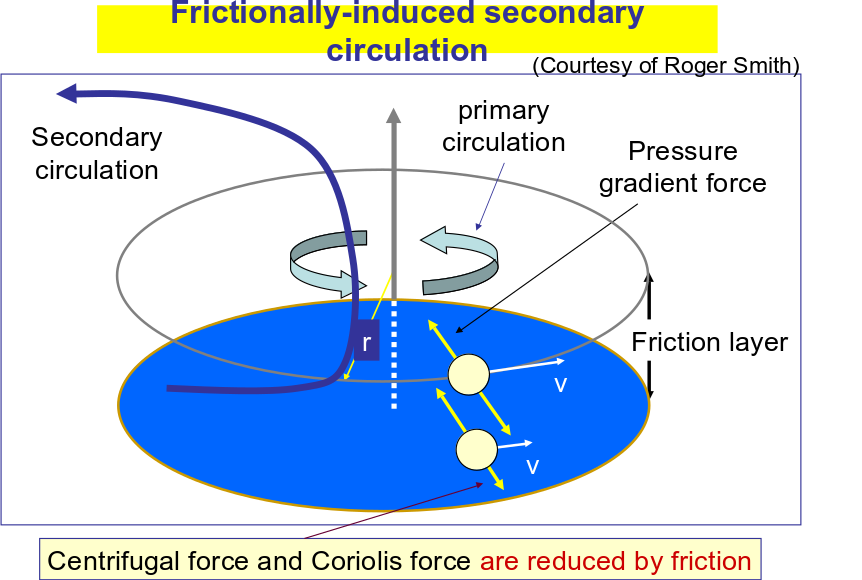 Frictionally-induced secondary
circulation
(Courtesy of Roger Smith)
Secondary
circulation
primary
circulation
Pressure
gradient force
r
Friction layer
v
v
Centrifugal force and Coriolis force are reduced by friction